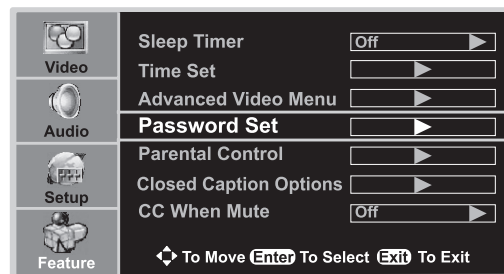 Video
Audio
Setup
Feature
Sleep Timer Off
Time Set
Advanced Video Menu
Password Set
Parental Control
Closed Caption Options
CC When Mute Off
To Move Enter To Select Exit To Exit